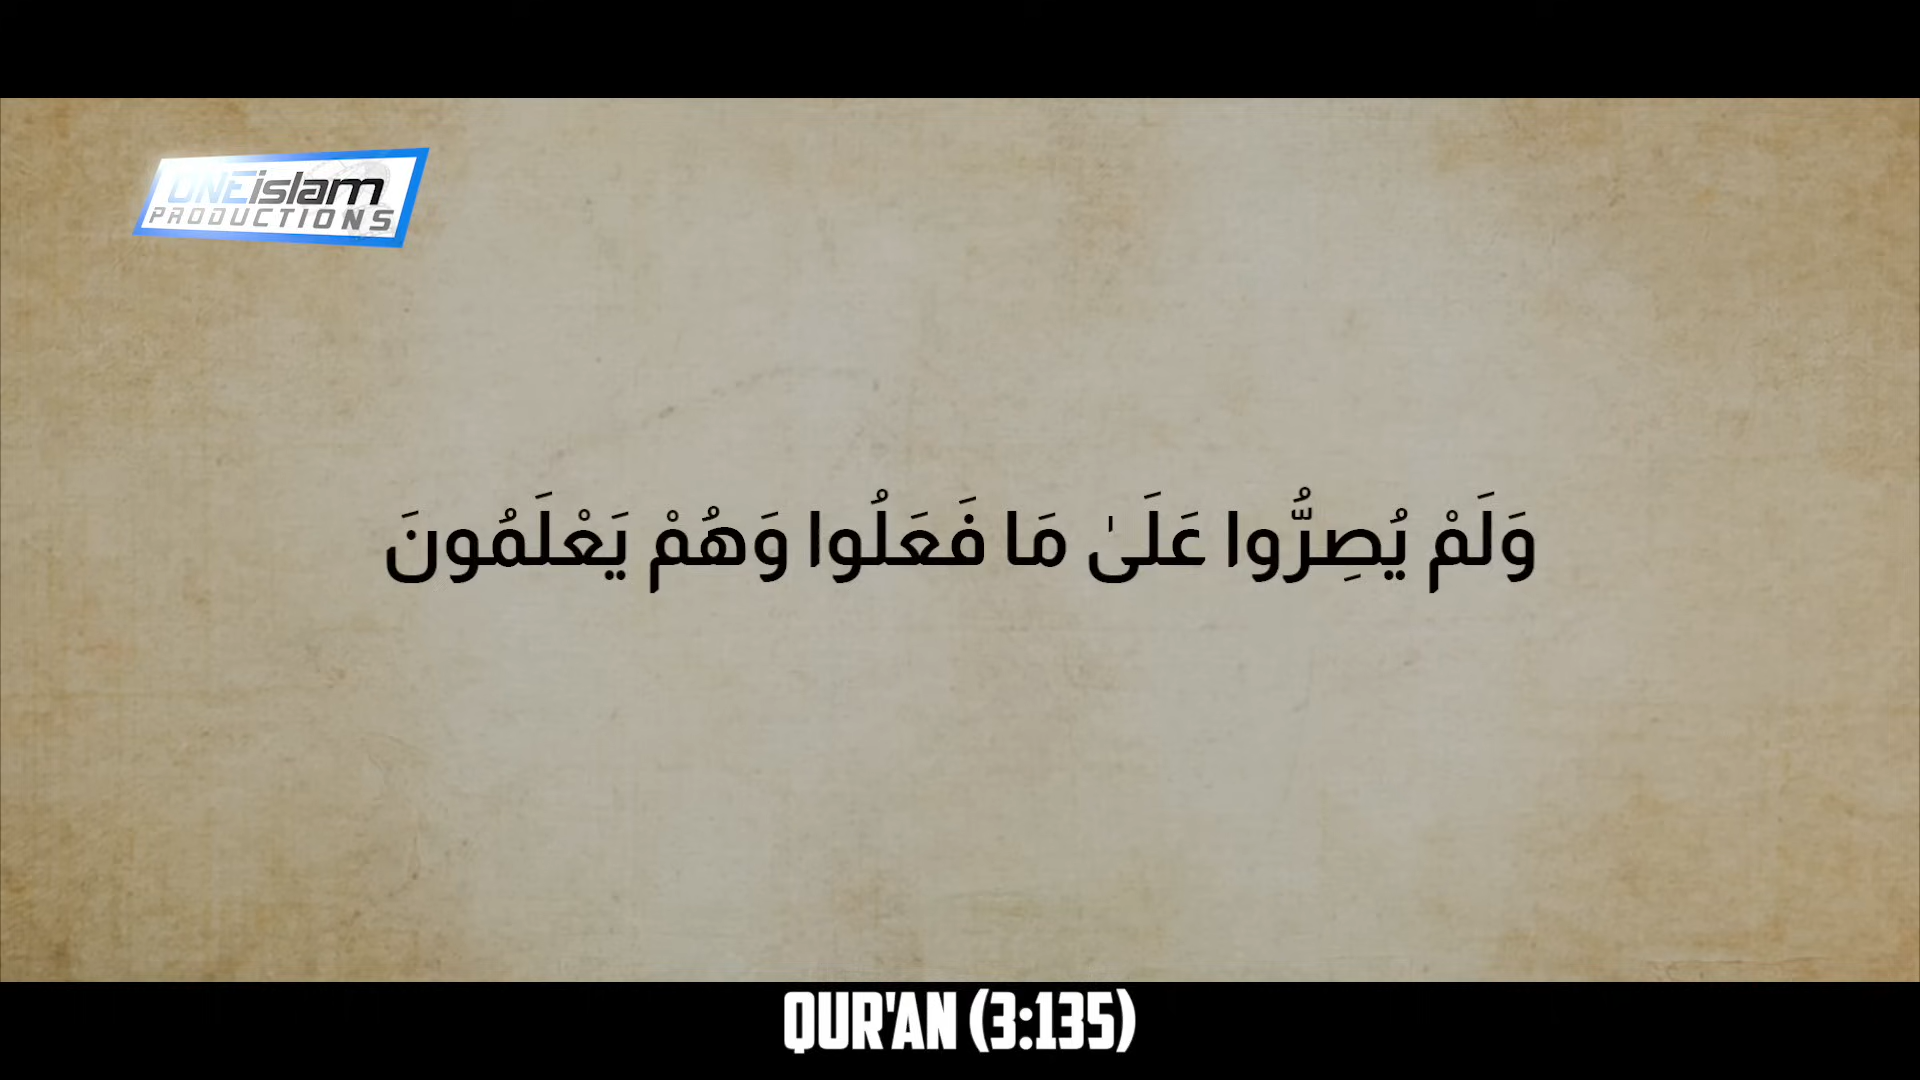 ONEislam
PRODUCTIONS
وَلَمْ يُصِرُّوا عَلَىٰ مَا فَعَلُوا وَهُمْ يَعْلَمُونَ
QUR'AN (3:135)